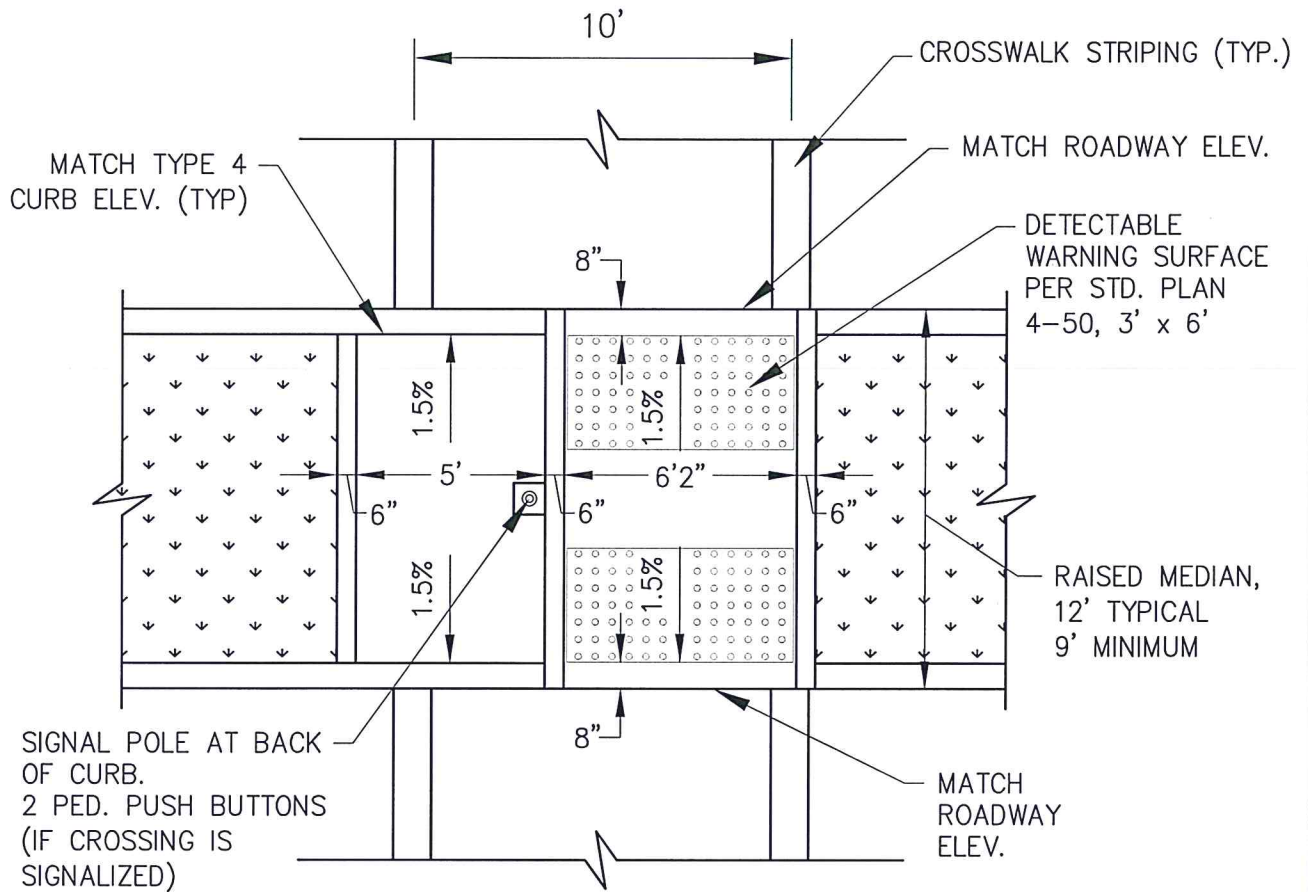 10'
CROSSWALK STRIPING (TYP.)
MATCH TYPE 4
CURB ELEV. (TYP)
MATCH ROADWAY ELEV.
DETECTABLE
WARNING SURFACE
PER STD. PLAN
4-50, 3' x 6'
8"
1.5%
1.5%
5'
6'2"
6"
6"
6"
1.5%
1.5%
RAISED MEDIAN,
12' TYPICAL
9' MINIMUM
8"
SIGNAL POLE AT BACK
OF CURB.
2 PED. PUSH BUTTONS
(IF CROSSING IS
SIGNALIZED)
MATCH
ROADWAY
ELEV.